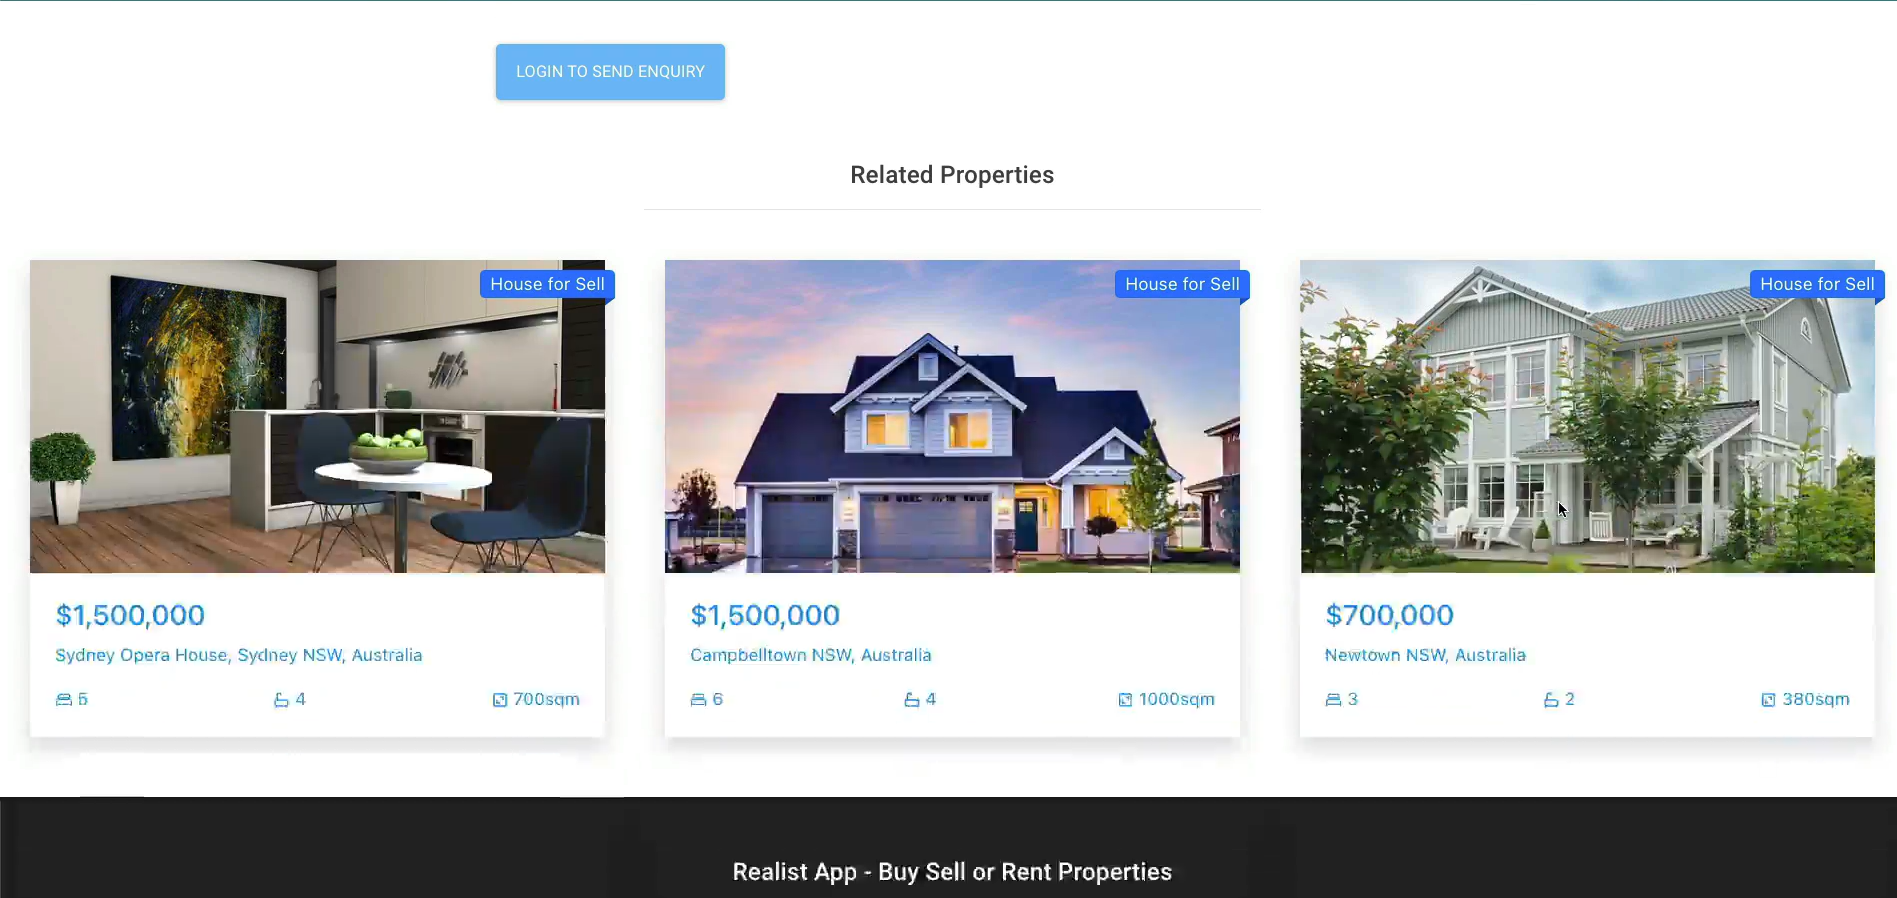 LOGIN TO SEND ENQUIRY
Related Properties
House for Sell
House for Sell
House for Sell
$1,500,000
Sydney Opera House, Sydney NSW, Australia
5 4 700sqm
$1,500,000
Campbelltown NSW, Australia
6 4 1000sqm
$700,000
Newtown NSW, Australia
3 2 380sqm
Realist App - Buy Sell or Rent Properties